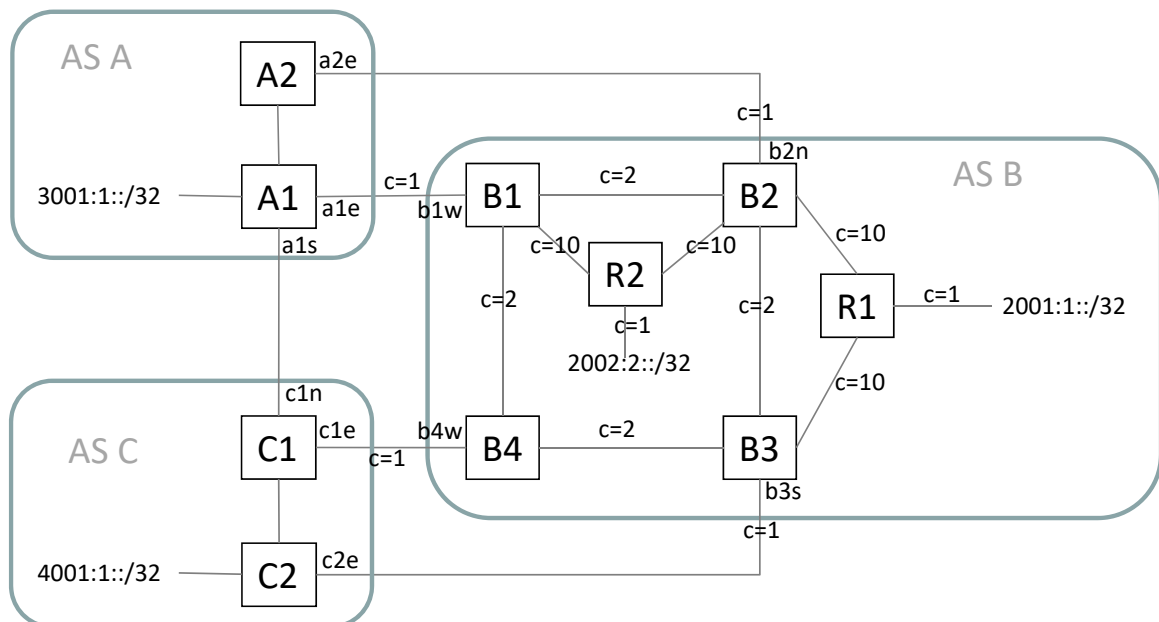 AS A
A2
a2e
c=1
b2n
AS B
3001:1::/32
A1
c=1
a1e
b1w
a1s
B1
c=2
B2
c=10
c=10
c=10
R2
R1
c=1
2001:1::/32
c=2
c=2
c=1
2002:2::/32
c=10
c1n
AS C
C1
c1e
c=1
b4w
B4
c=2
B3
b3s
c=1
4001:1::/32
C2
c2e